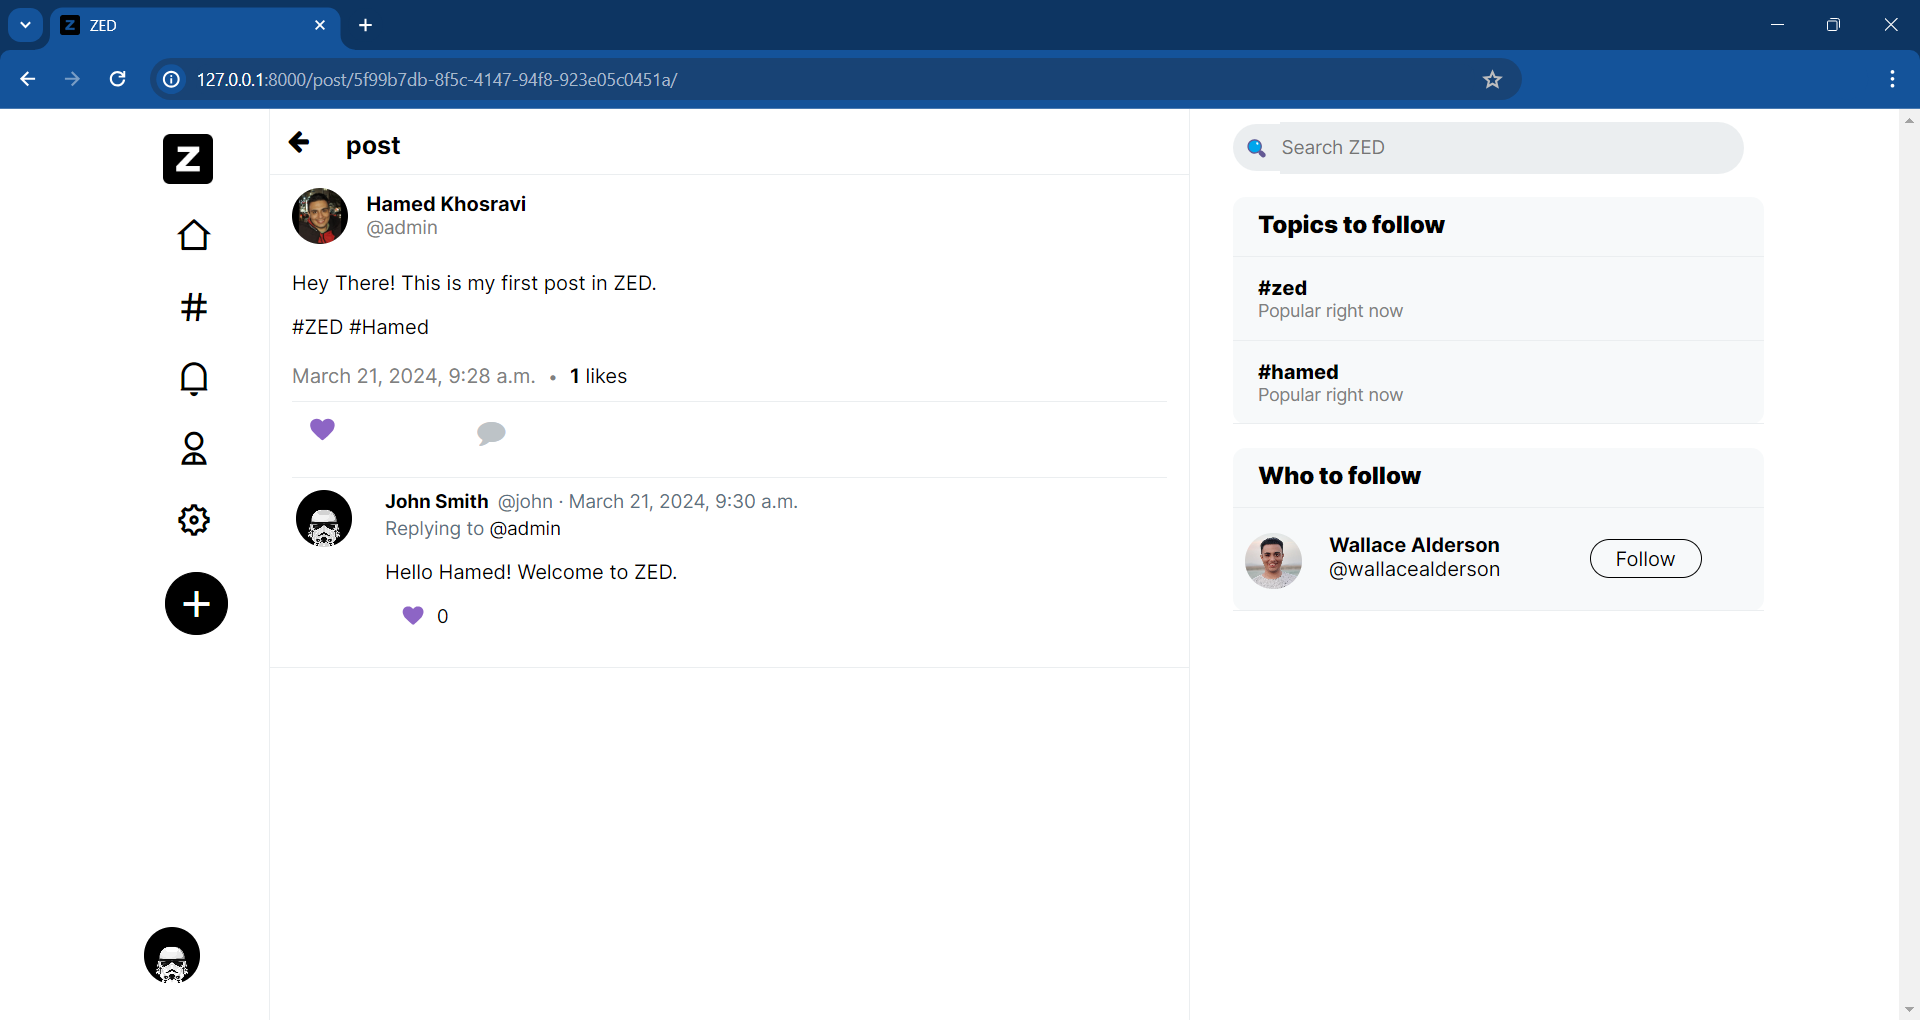 ZED
127.0.0.1:8000/post/5f99b7db-8f5c-4147-94f8-923e05c0451a/
Z
post
Hamed Khosravi
@admin
Hey There! This is my first post in ZED.
#ZED #Hamed
March 21, 2024, 9:28 a.m. • 1 likes
John Smith @john · March 21, 2024, 9:30 a.m.
Replying to @admin
Hello Hamed! Welcome to ZED.
0
Search ZED
Topics to follow
#zed
Popular right now
#hamed
Popular right now
Who to follow
Wallace Alderson
@wallacealderson
Follow